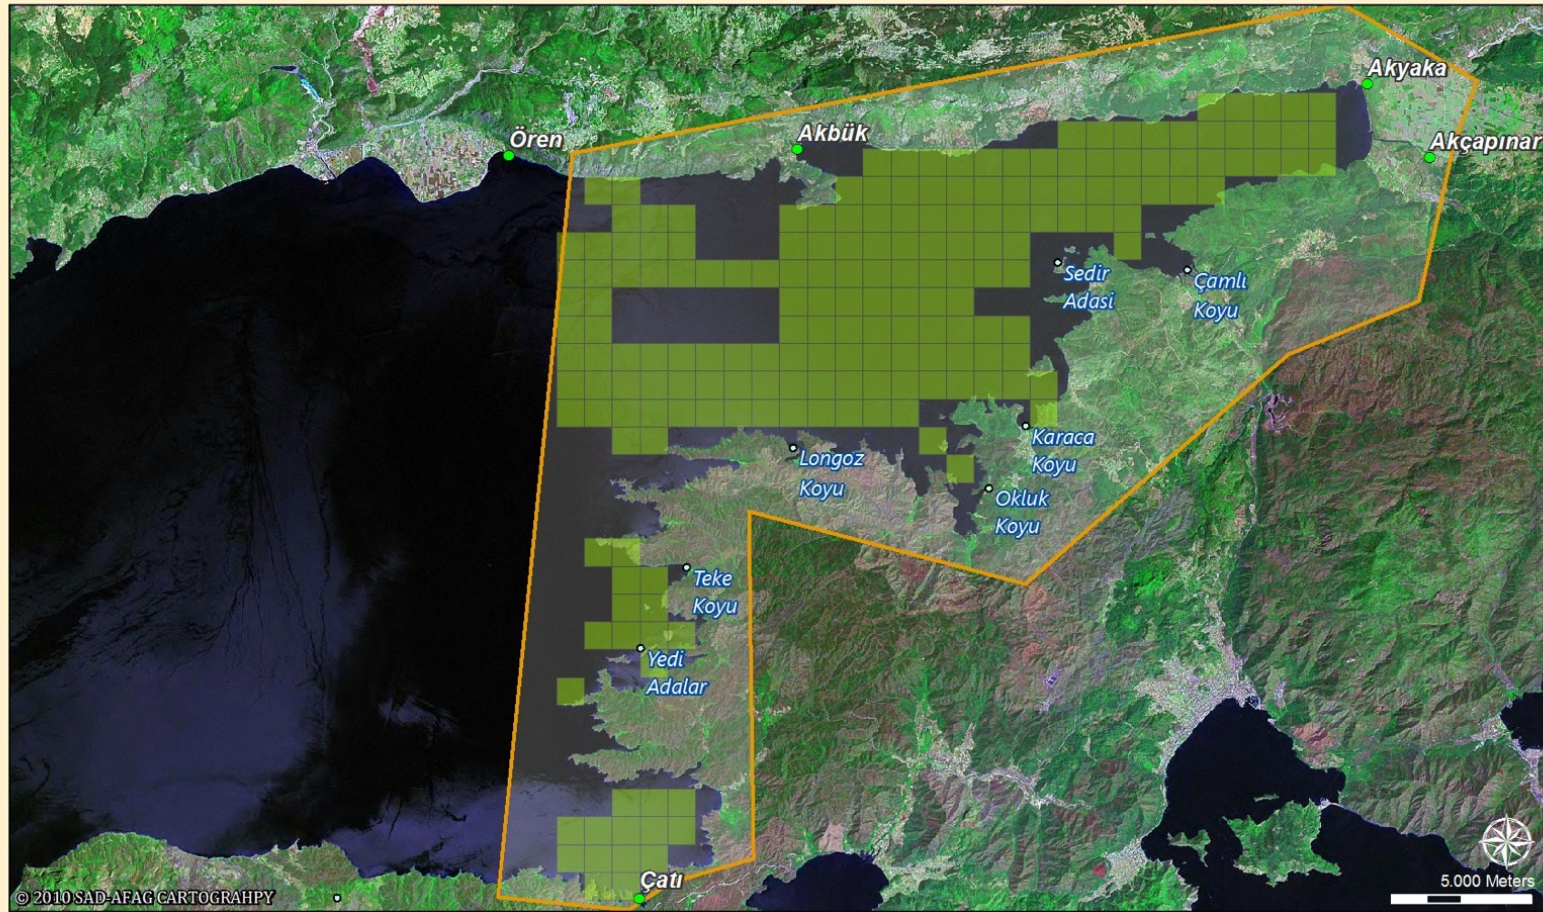 Akyaka
Ören
Akbük
Akçapınar
Sedir
Adasi
Çamlı
Koyu
Karaca
Koyu
Longoz
Koyu
Okluk
Koyu
Teke
Koyu
Yedi
Adalar
Çatı
5.000 Meters
© 2010 SAD-AFAG CARTOGRAHPY